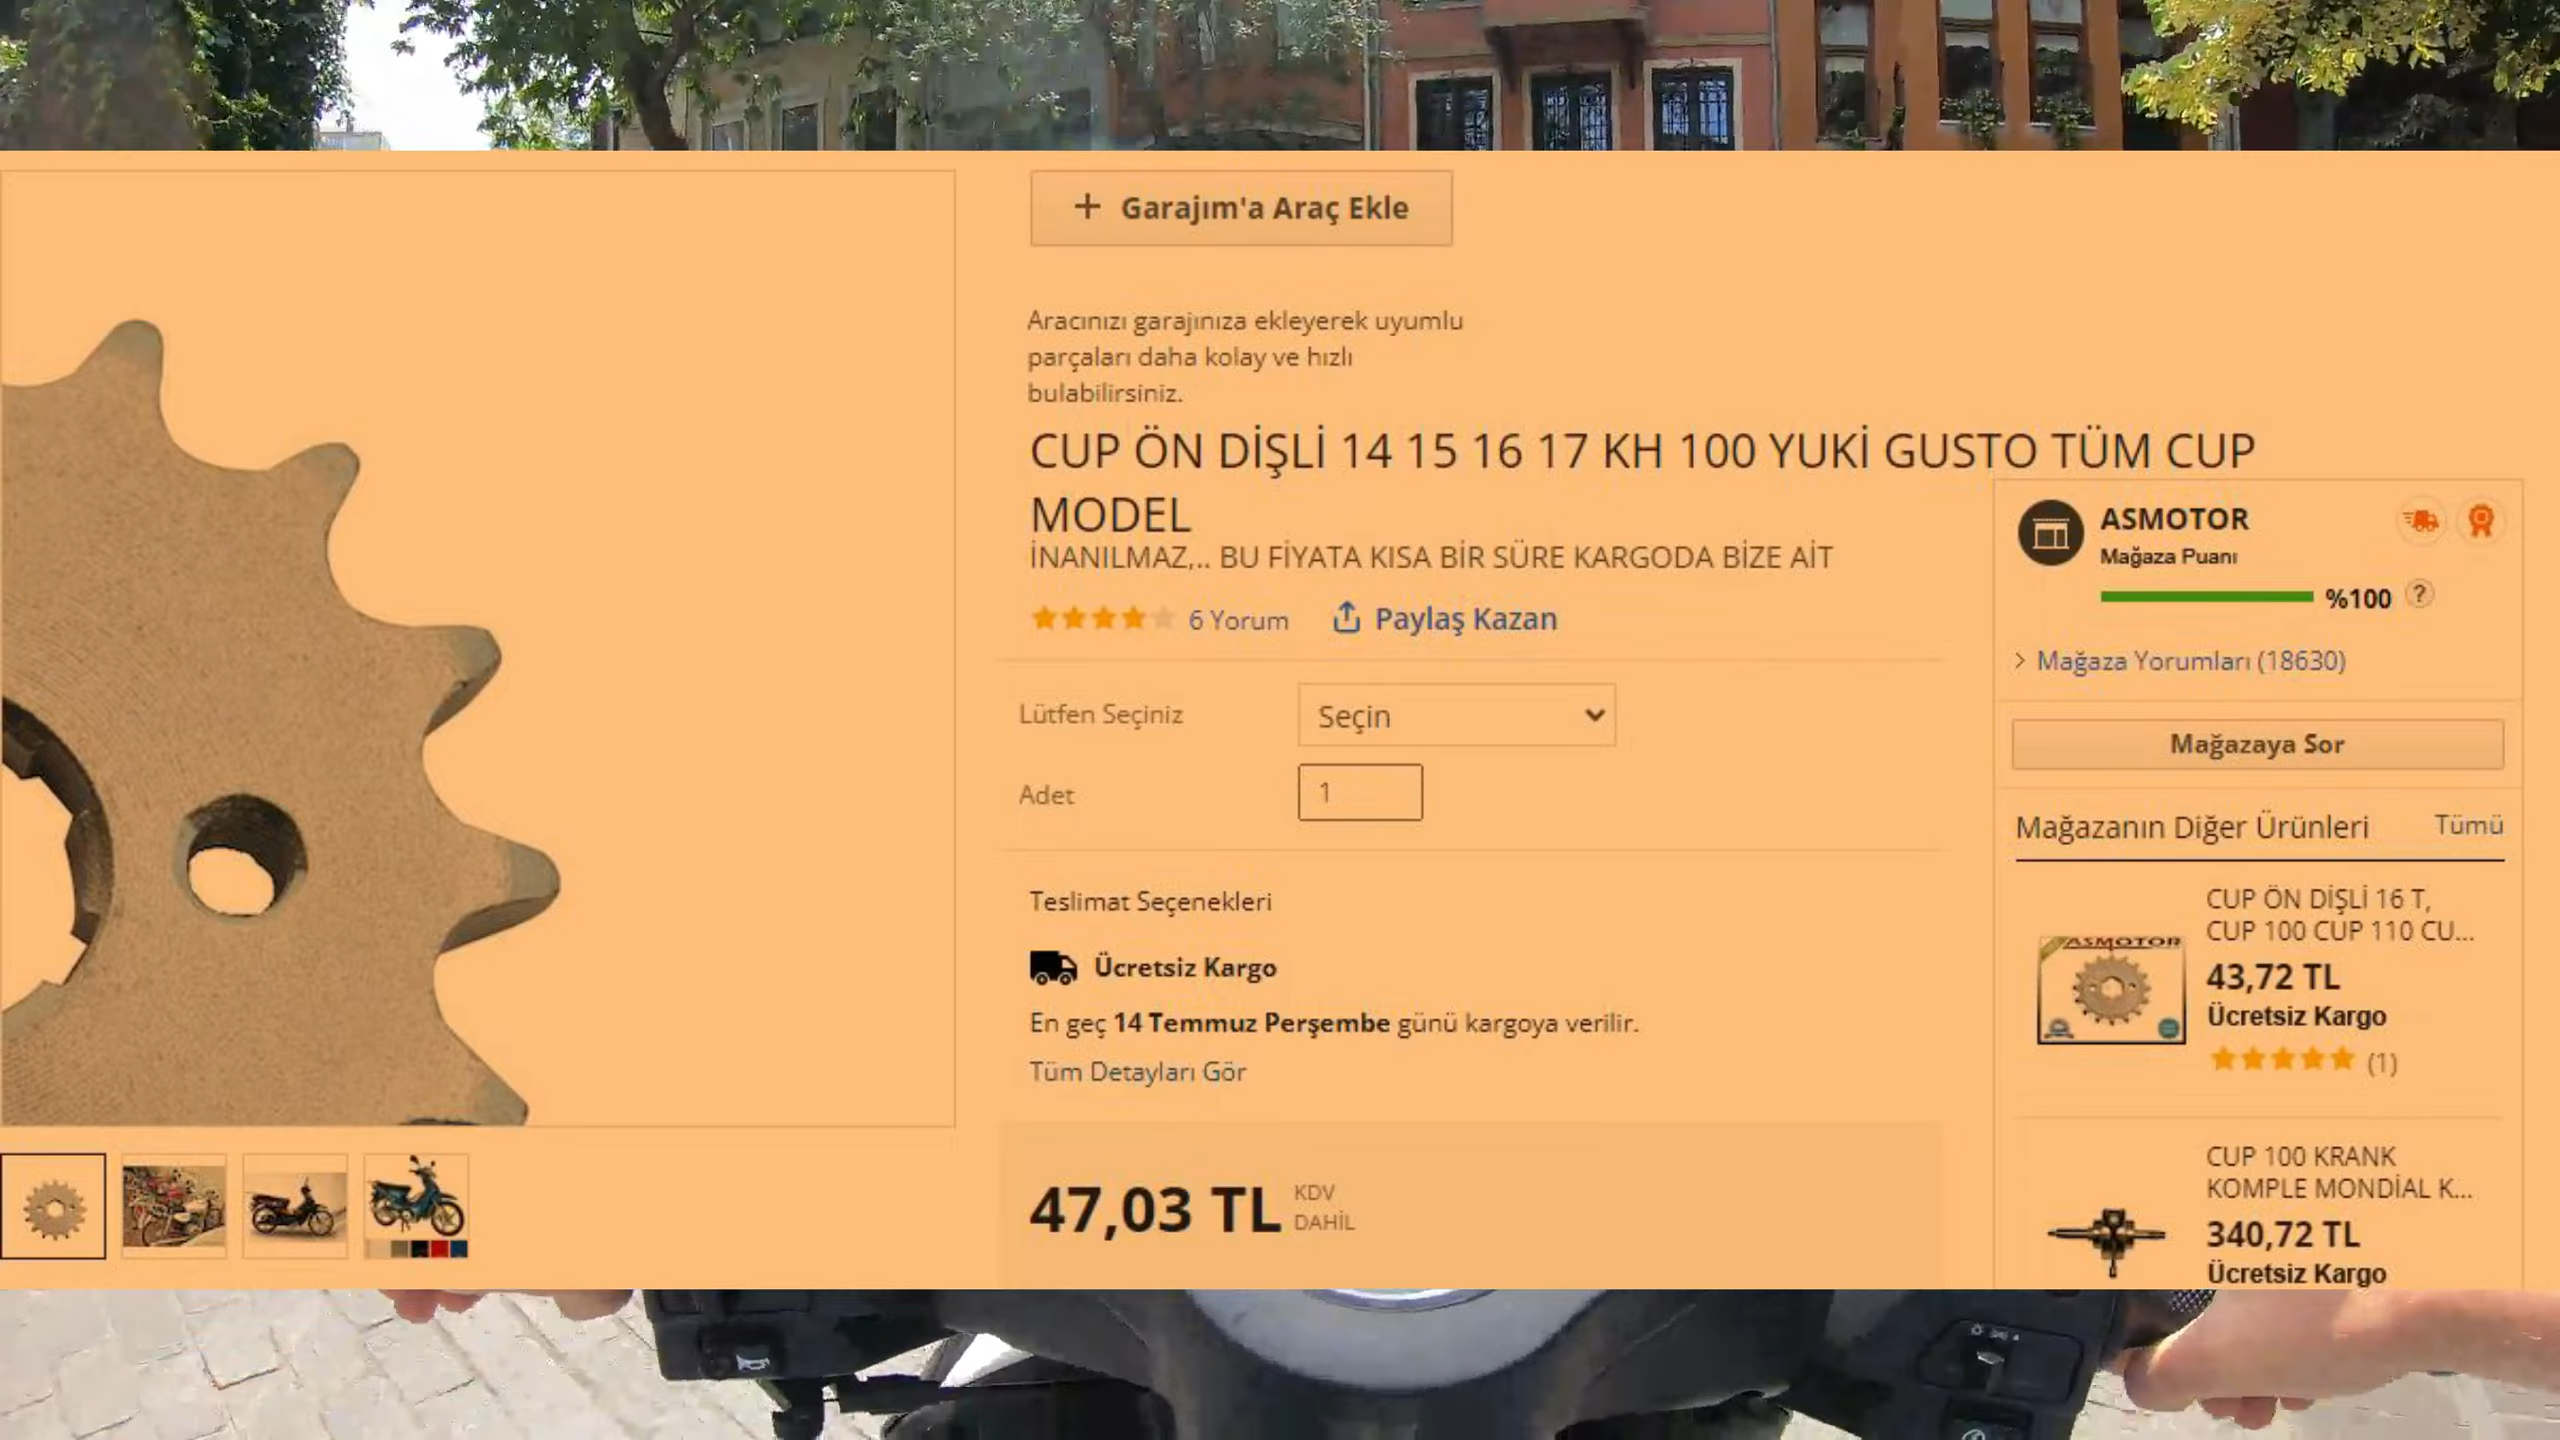 + Garajım'a Araç Ekle
Aracınızı garajınıza ekleyerek uyumlu
parçaları daha kolay ve hızlı
bulabilirsiniz.
CUP ÖN DİŞLİ 14 15 16 17 KH 100 YUKİ GUSTO TÜM CUP
MODEL
İNANILMAZ,.. BU FİYATA KISA BİR SÜRE KARGODA BİZE AİT
6 Yorum
Paylaş Kazan
Lütfen Seçiniz
Seçin
Adet
1
Teslimat Seçenekleri
Ücretsiz Kargo
En geç 14 Temmuz Perşembe günü kargoya verilir.
Tüm Detayları Gör
47,03 TL
KDV
DAHİL
ASMOTOR
Mağaza Puanı
%100 ?
> Mağaza Yorumları (18630)
Mağazaya Sor
Mağazanın Diğer Ürünleri
Tümü
ASMOTOR
CUP ÖN DİŞLİ 16 T,
CUP 100 CUP 110 CU...
43,72 TL
Ücretsiz Kargo
(1)
CUP 100 KRANK
KOMPLE MONDİAL K...
340,72 TL
Ücretsiz Kargo